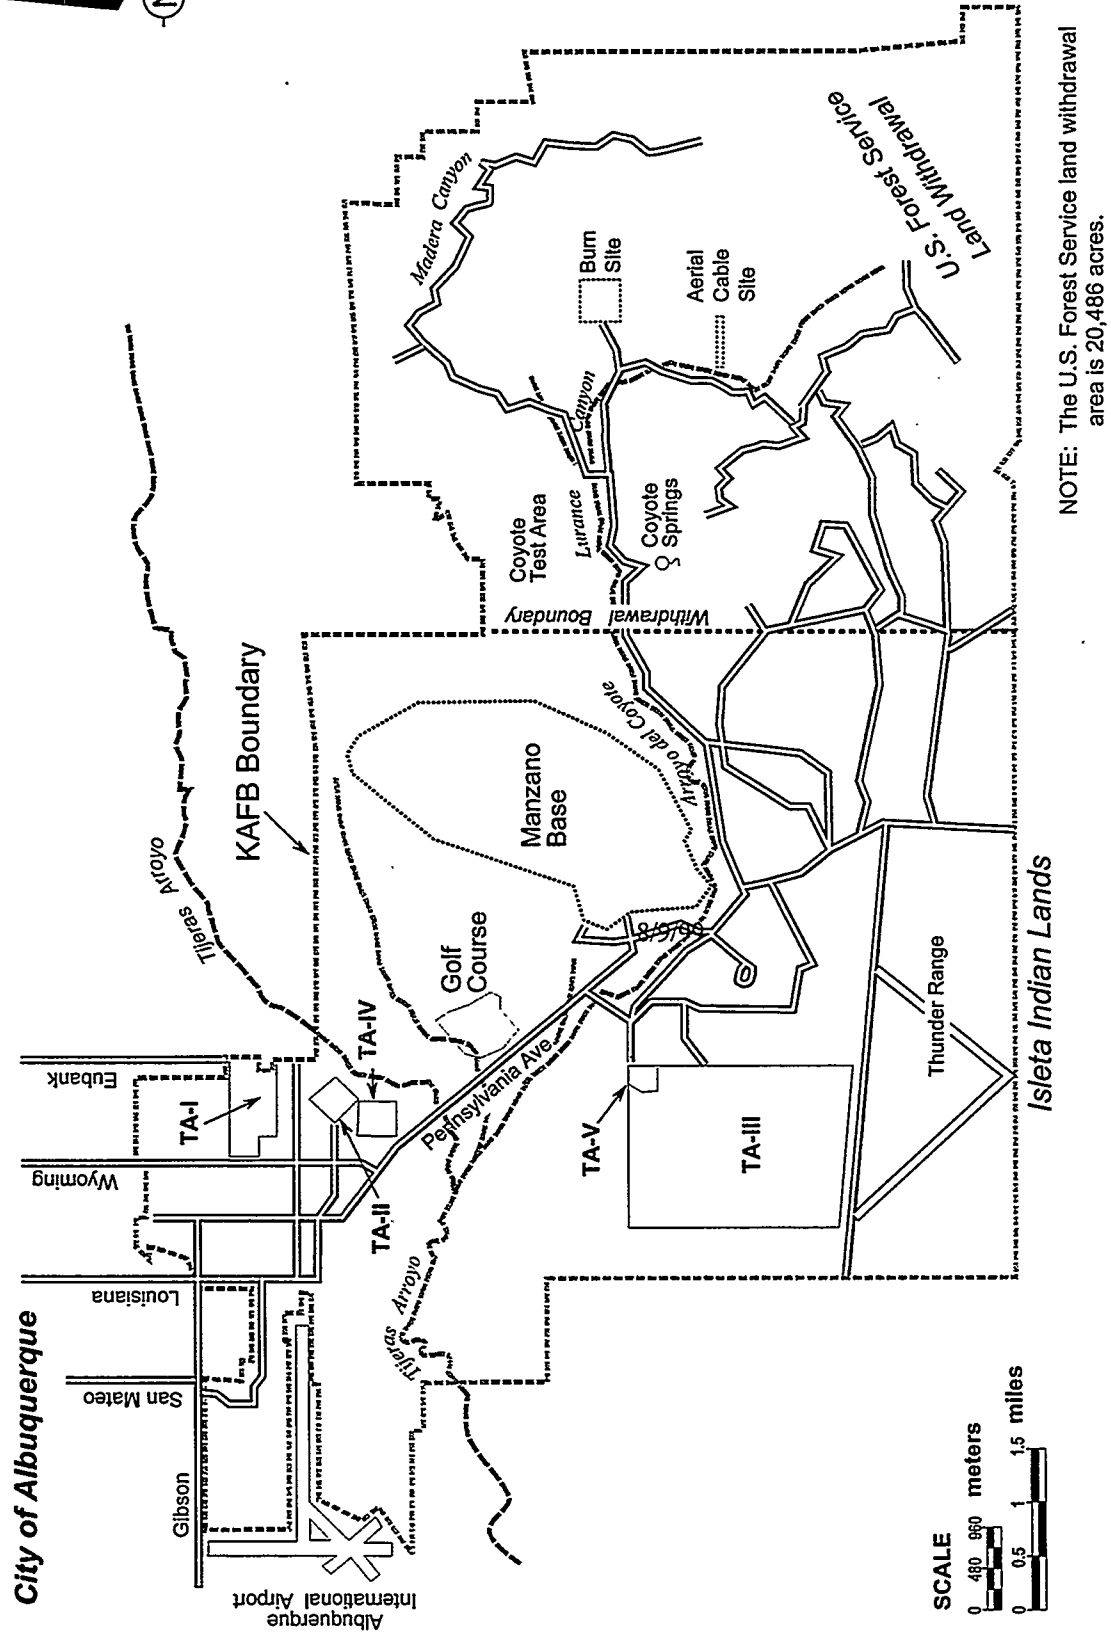 City of Albuquerque
Gibson
San Mateo
Louisiana
Wyoming
Eubank
Albuquerque
International
Airport
TA-I
TA-II
TA-IV
Tijeras Arroyo
Tijeras Arroyo
KAFB Boundary
Pennsylvania Ave.
Golf
Course
Manzano
Base
8/9/99
Arroyo del Coyote
TA-V
TA-III
Thunder Range
Isleta Indian Lands
Withdrawal
Boundary
Coyote
Test Area
Lurance
Canyon
Coyote
Springs
Madera Canyon
Burn
Site
Aerial
Cable
Site
U.S. Forest Service
Land Withdrawal
SCALE
0 480 960 meters
0 0.5 1 1.5 miles
NOTE: The U.S. Forest Service land withdrawal
area is 20,486 acres.